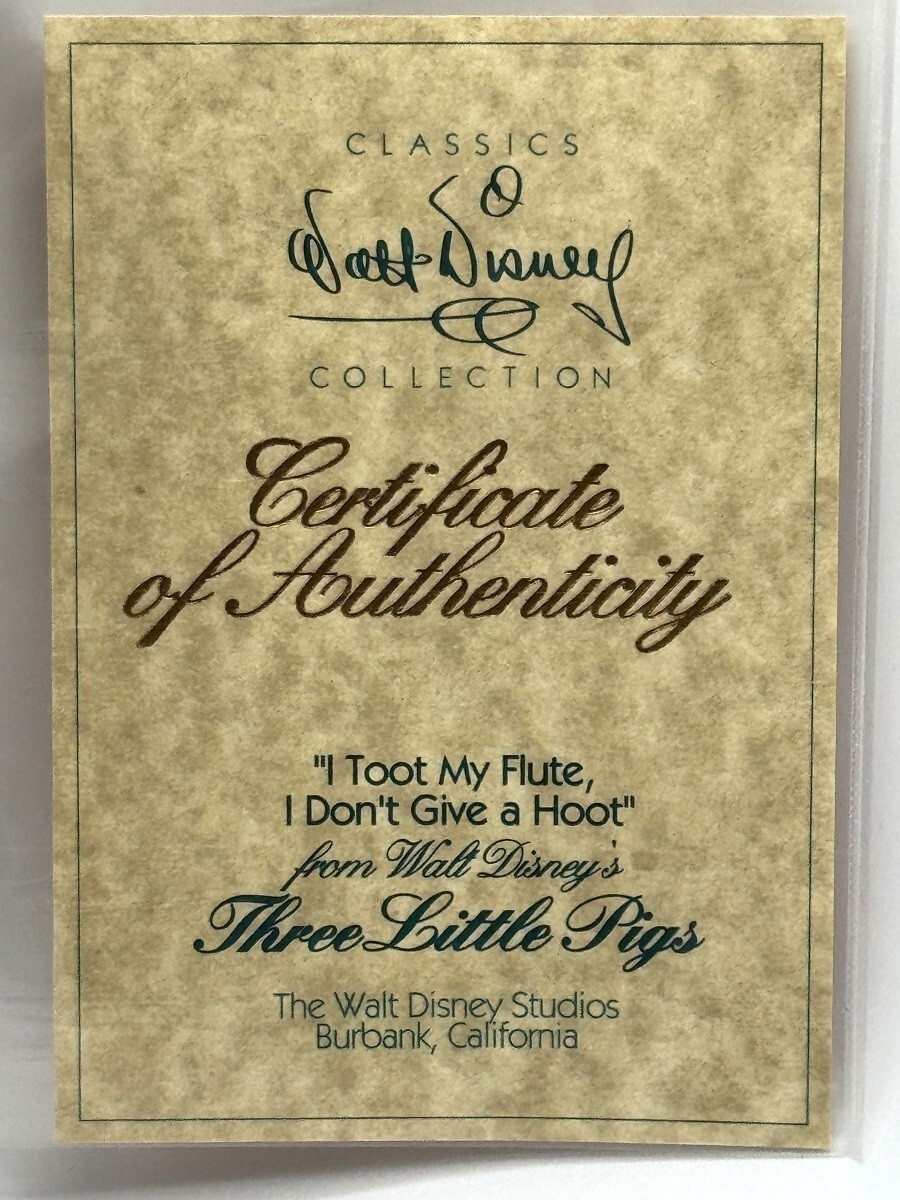 CLASSICS
Walt Disney
COLLECTION
Certificate
of Authenticity
"I Toot My Flute,
I Don't Give a Hoot"
from Walt Disney's
Three Little Pigs
The Walt Disney Studios
Burbank, California